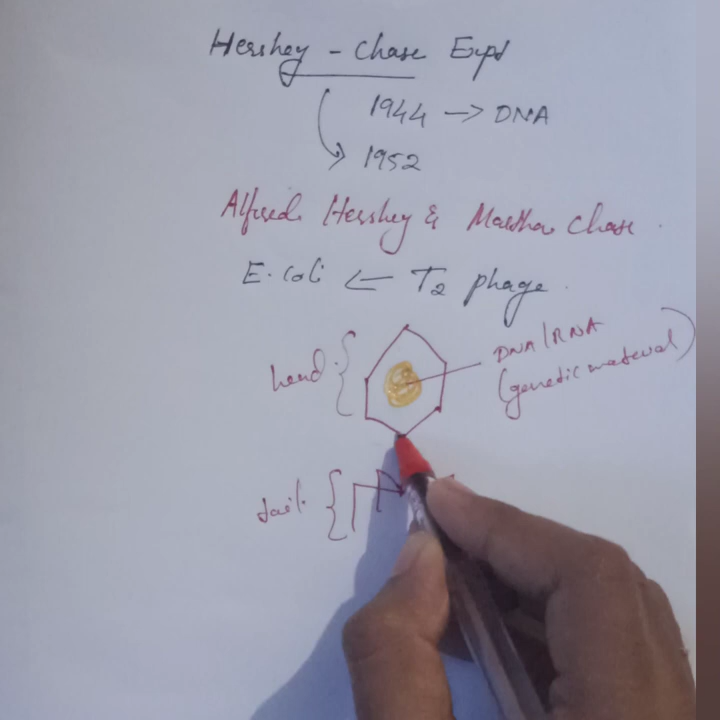 Hershey - Chase Expt
1944 → DNA
1952
Alfred Hershey & Martha Chase.
E. coli ← T2 phage.
head
DNA/RNA
(genetic material)
tail